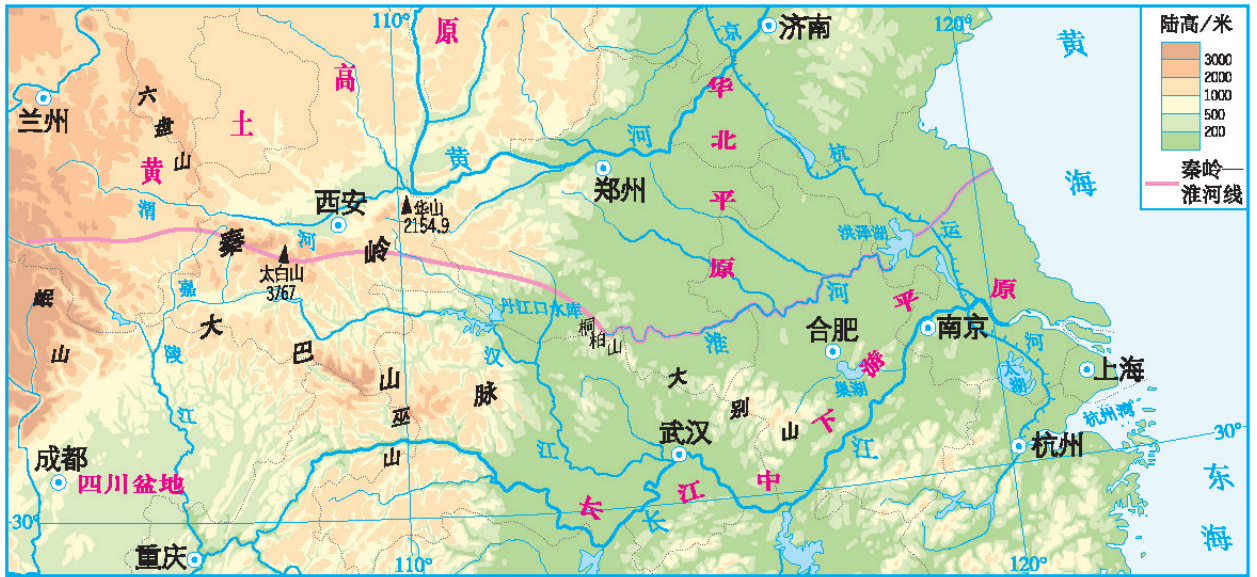 110°
120°
陆高/米
3000
2000
1000
500
200
秦岭—
淮河线
济南
京
杭
运
河
黄
海
兰州
六盘山
黄土高原
华北平原
黄
河
西安
华山
2154.9
郑州
渭
河
秦
岭
太白山
3767
洪泽湖
岷山
嘉
陵
江
大巴山脉
丹江口水库
桐柏山
淮
河
合肥
南京
上海
太湖
巢湖
巫山
汉
江
大别山
武汉
长江中下游平原
长
江
杭州湾
杭州
30°
成都
四川盆地
30°
重庆
110°
120°
东
海